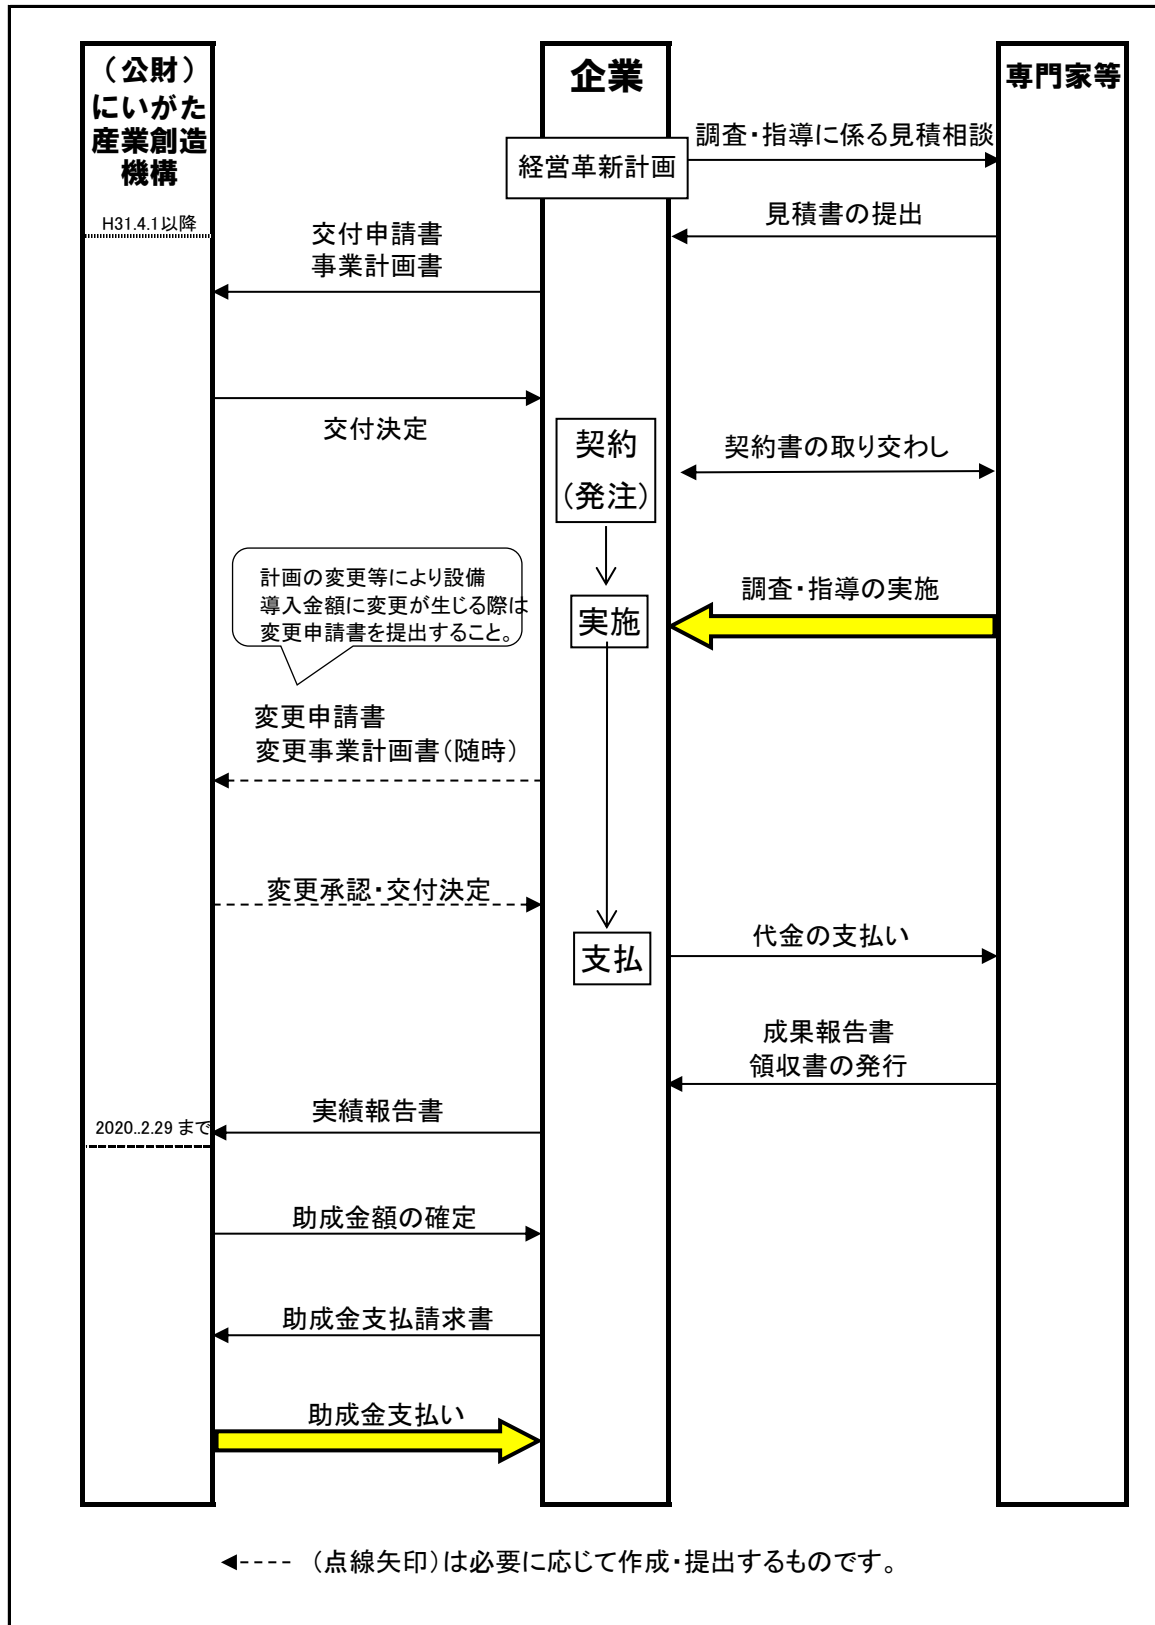 （公財）
にいがた
産業創造
機構
企業
専門家等
経営革新計画
調査・指導に係る見積相談
H31.4.1以降
見積書の提出
交付申請書
事業計画書
交付決定
契約
(発注)
契約書の取り交わし
計画の変更等により設備
導入金額に変更が生じる際は
変更申請書を提出すること。
実施
調査・指導の実施
変更申請書
変更事業計画書(随時)
変更承認・交付決定
支払
代金の支払い
成果報告書
領収書の発行
実績報告書
2020..2.29 まで
助成金額の確定
助成金支払請求書
助成金支払い
(点線矢印)は必要に応じて作成・提出するものです。